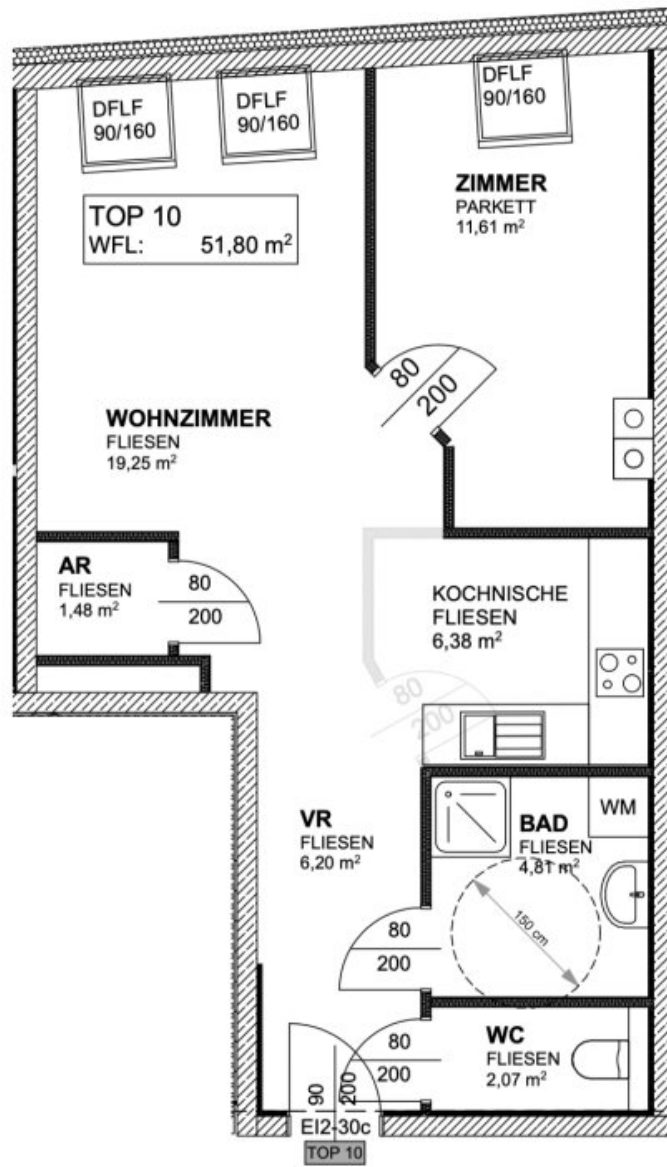 DFLF
90/160
DFLF
90/160
DFLF
90/160
TOP 10
WFL: 51,80 m²
ZIMMER
PARKETT
11,61 m²
80
200
WOHNZIMMER
FLIESEN
19,25 m²
AR
FLIESEN
1,48 m²
80
200
KOCHNISCHE
FLIESEN
6,38 m²
80
200
VR
FLIESEN
6,20 m²
BAD
FLIESEN
4,81 m²
WM
150 cm
80
200
WC
FLIESEN
2,07 m²
80
200
90
200
EI2-30c
TOP 10